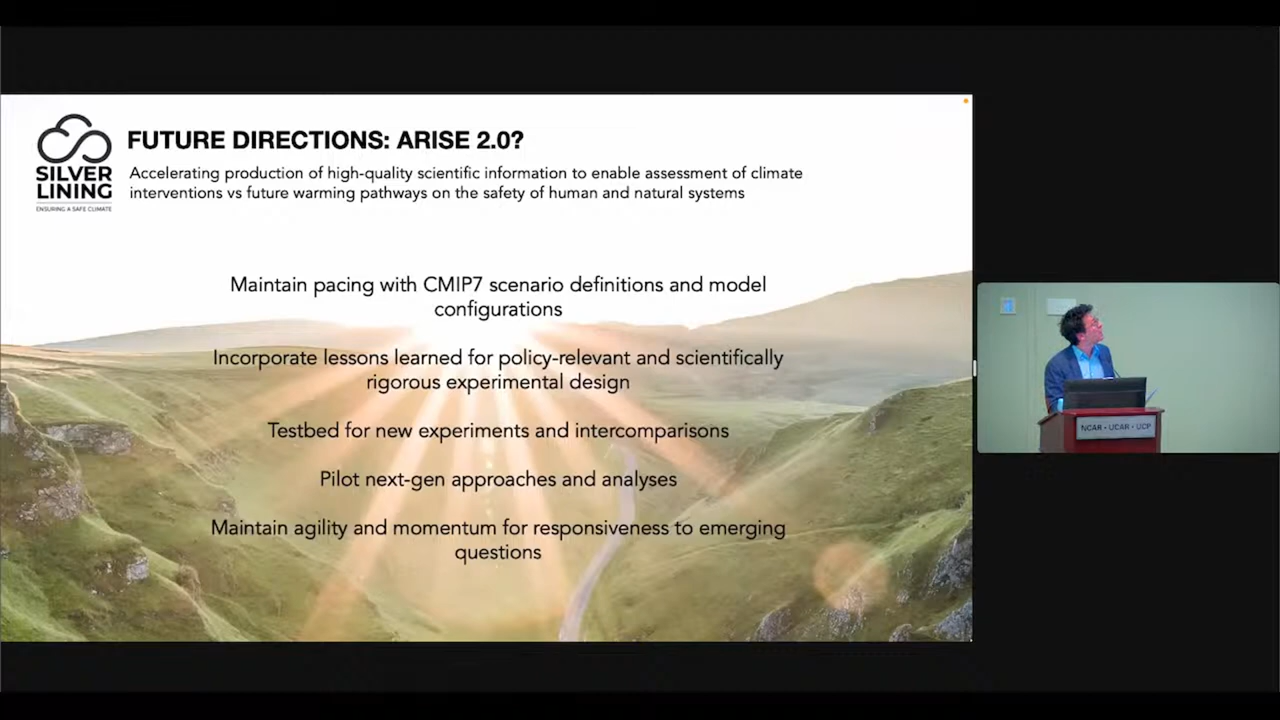 SILVER
LINING
ENSURING A SAFE CLIMATE
FUTURE DIRECTIONS: ARISE 2.0?
Accelerating production of high-quality scientific information to enable assessment of climate
interventions vs future warming pathways on the safety of human and natural systems
Maintain pacing with CMIP7 scenario definitions and model
configurations
Incorporate lessons learned for policy-relevant and scientifically
rigorous experimental design
Testbed for new experiments and intercomparisons
Pilot next-gen approaches and analyses
Maintain agility and momentum for responsiveness to emerging
questions
NCAR • UCAR • UCP